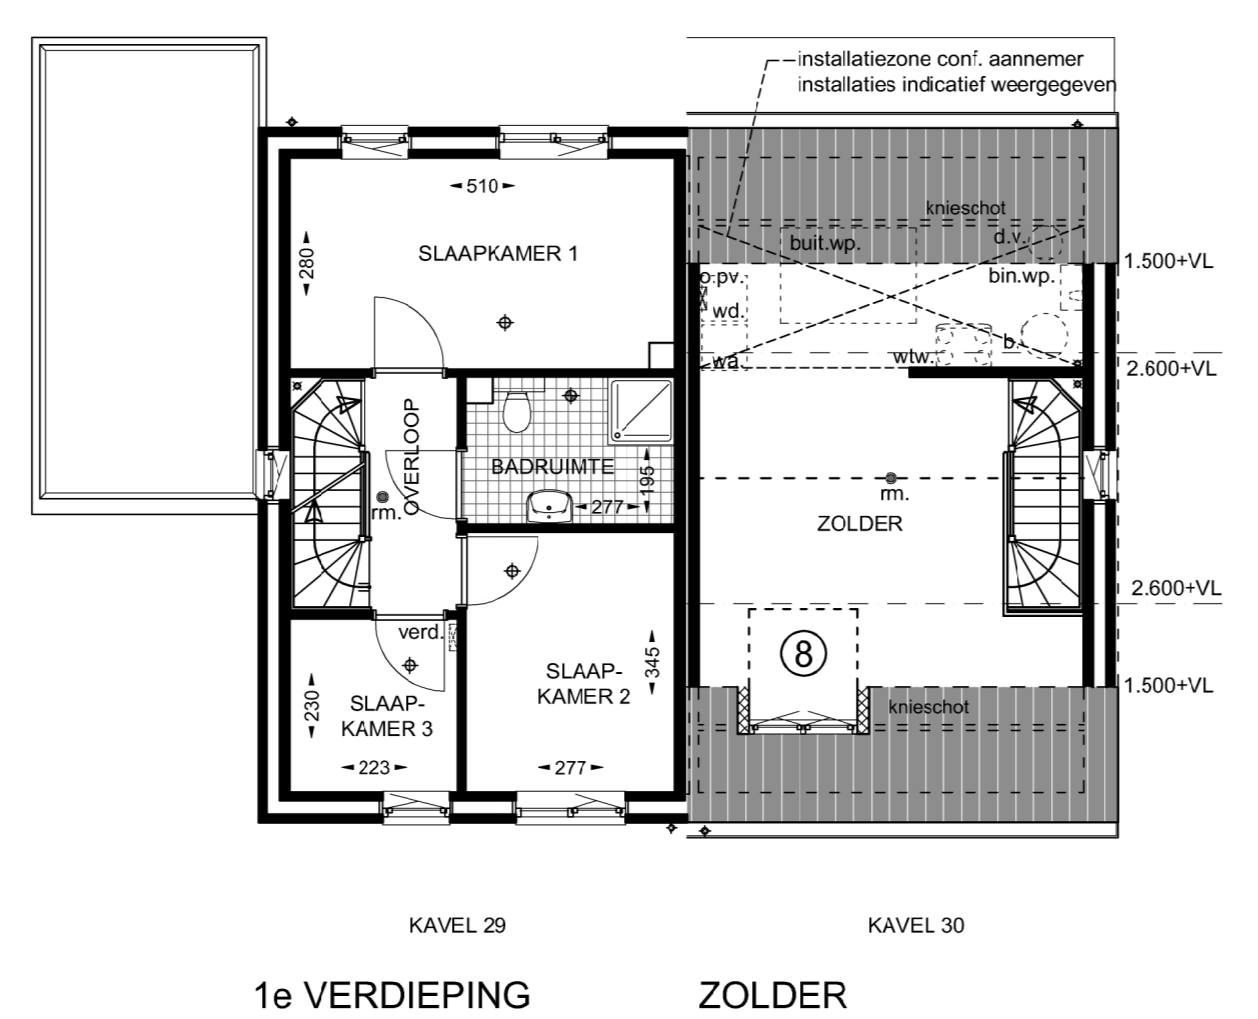 installatiezone conf. aannemer
installaties indicatief weergegeven
510
280
SLAAPKAMER 1
knieschot
buit.wp.
d.v.
1.500+VL
o.pv.
bin.wp.
wd.
b.
wtw.
wa.
2.600+VL
OVERLOOP
BADRUIMTE
195
277
rm.
rm.
ZOLDER
2.600+VL
verd.
8
345
SLAAP-
KAMER 2
1.500+VL
230
SLAAP-
KAMER 3
knieschot
223
277
KAVEL 29
KAVEL 30
1e VERDIEPING
ZOLDER